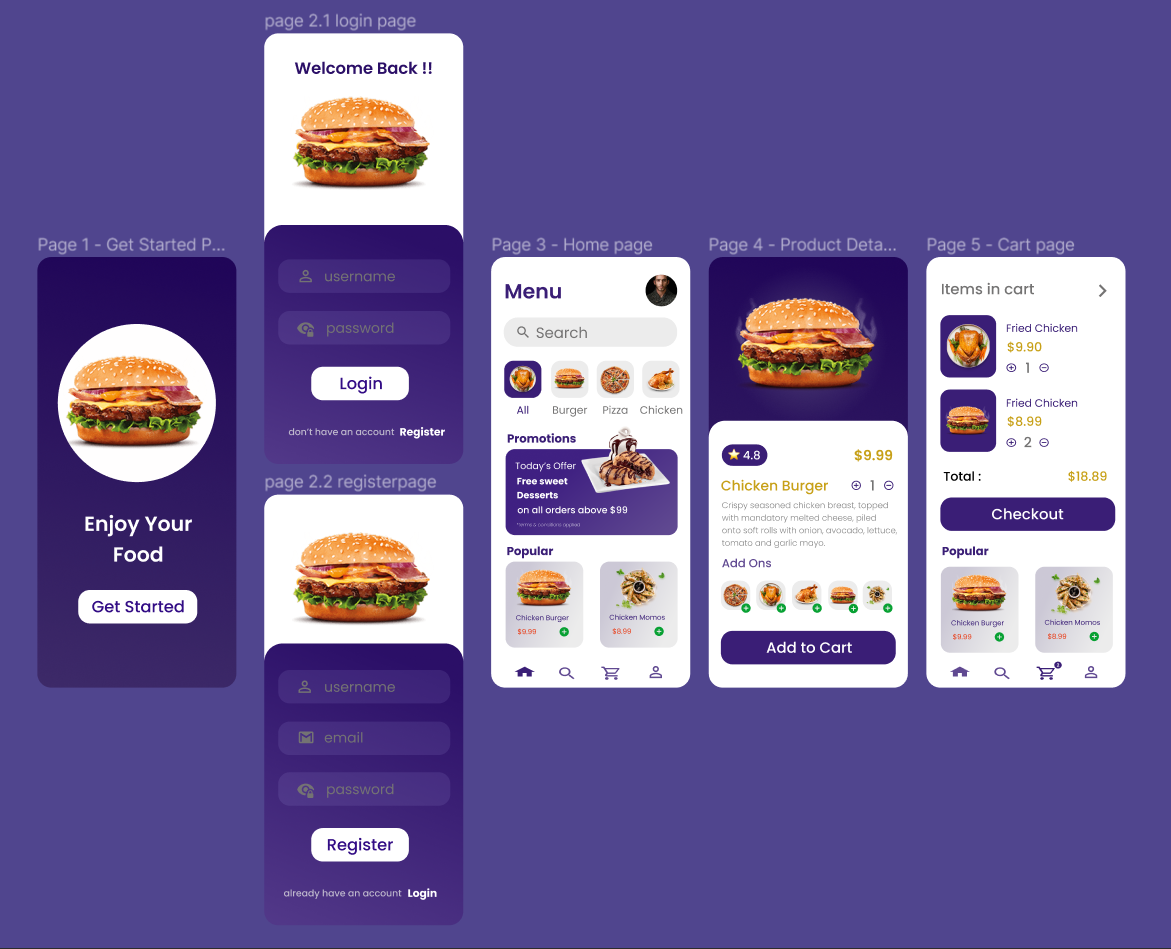 page 2.1 login page
Welcome Back !!
username
password
Login
don't have an account Register
Page 1 - Get Started P...
Enjoy Your
Food
Get Started
page 2.2 registerpage
username
email
password
Register
already have an account Login
Page 3 - Home page
Menu
Search
All Burger Pizza Chicken
Promotions
Today's Offer
Free sweet
Desserts
on all orders above $99
*terms & conditions applied
Popular
Chicken Burger
$9.99
Chicken Momos
$8.99
Page 4 - Product Deta...
4.8
$9.99
Chicken Burger
1
Crispy seasoned chicken breast, topped
with mandatory melted cheese, piled
onto soft rolls with onion, avocado, lettuce,
tomato and garlic mayo.
Add Ons
Add to Cart
Page 5 - Cart page
Items in cart
Fried Chicken
$9.90
1
Fried Chicken
$8.99
2
Total : $18.89
Checkout
Popular
Chicken Burger
$9.99
Chicken Momos
$8.99